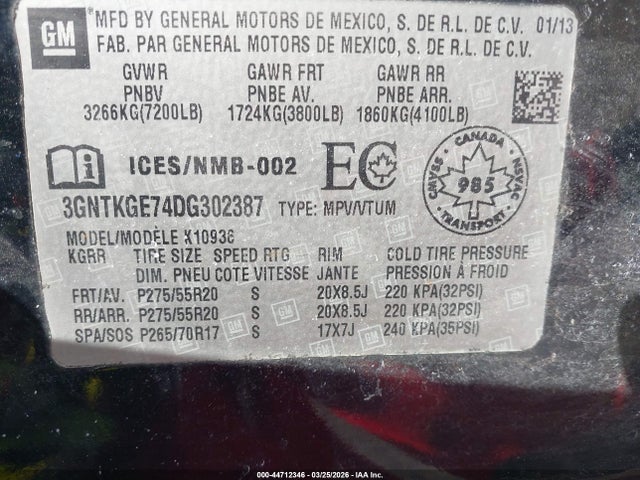 GM
MFD BY GENERAL MOTORS DE MEXICO, S. DE R.L. DE C.V. 01/13
FAB. PAR GENERAL MOTORS DE MEXICO, S. DE R.L. DE C.V.
GVWR GAWR FRT GAWR RR
PNBV PNBE AV. PNBE ARR.
3266KG(7200LB) 1724KG(3800LB) 1860KG(4100LB)
ICES/NMB-002 EC
CANADA
CMVSS 985 NSVAC
TRANSPORT
3GNTKGE74DG302387 TYPE: MPV/VTUM
MODEL/MODÈLE X10936
KGRR TIRE SIZE SPEED RTG RIM COLD TIRE PRESSURE
DIM. PNEU COTE VITESSE JANTE PRESSION À FROID
FRT/AV. P275/55R20 S 20X8.5J 220 KPA(32PSI)
RR/ARR. P275/55R20 S 20X8.5J 220 KPA(32PSI)
SPA/SOS P265/70R17 S 17X7J 240 KPA(35PSI)
000-44712346 - 03/25/2026 - IAA Inc.